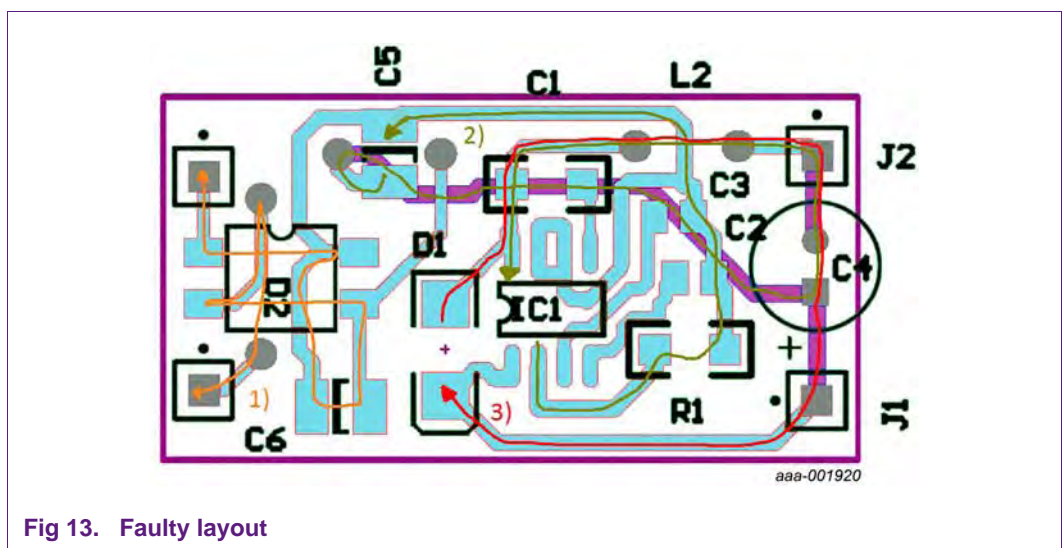 C5
C1
L2
2)
J2
C3
C2
D1
C4
D2
IC1
+
+
1)
3)
R1
C6
J1
aaa-001920
Fig 13. Faulty layout